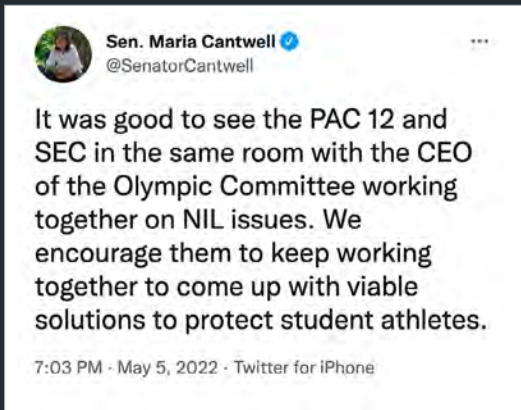 Sen. Maria Cantwell
@SenatorCantwell
It was good to see the PAC 12 and
SEC in the same room with the CEO
of the Olympic Committee working
together on NIL issues. We
encourage them to keep working
together to come up with viable
solutions to protect student athletes.
7:03 PM · May 5, 2022 · Twitter for iPhone